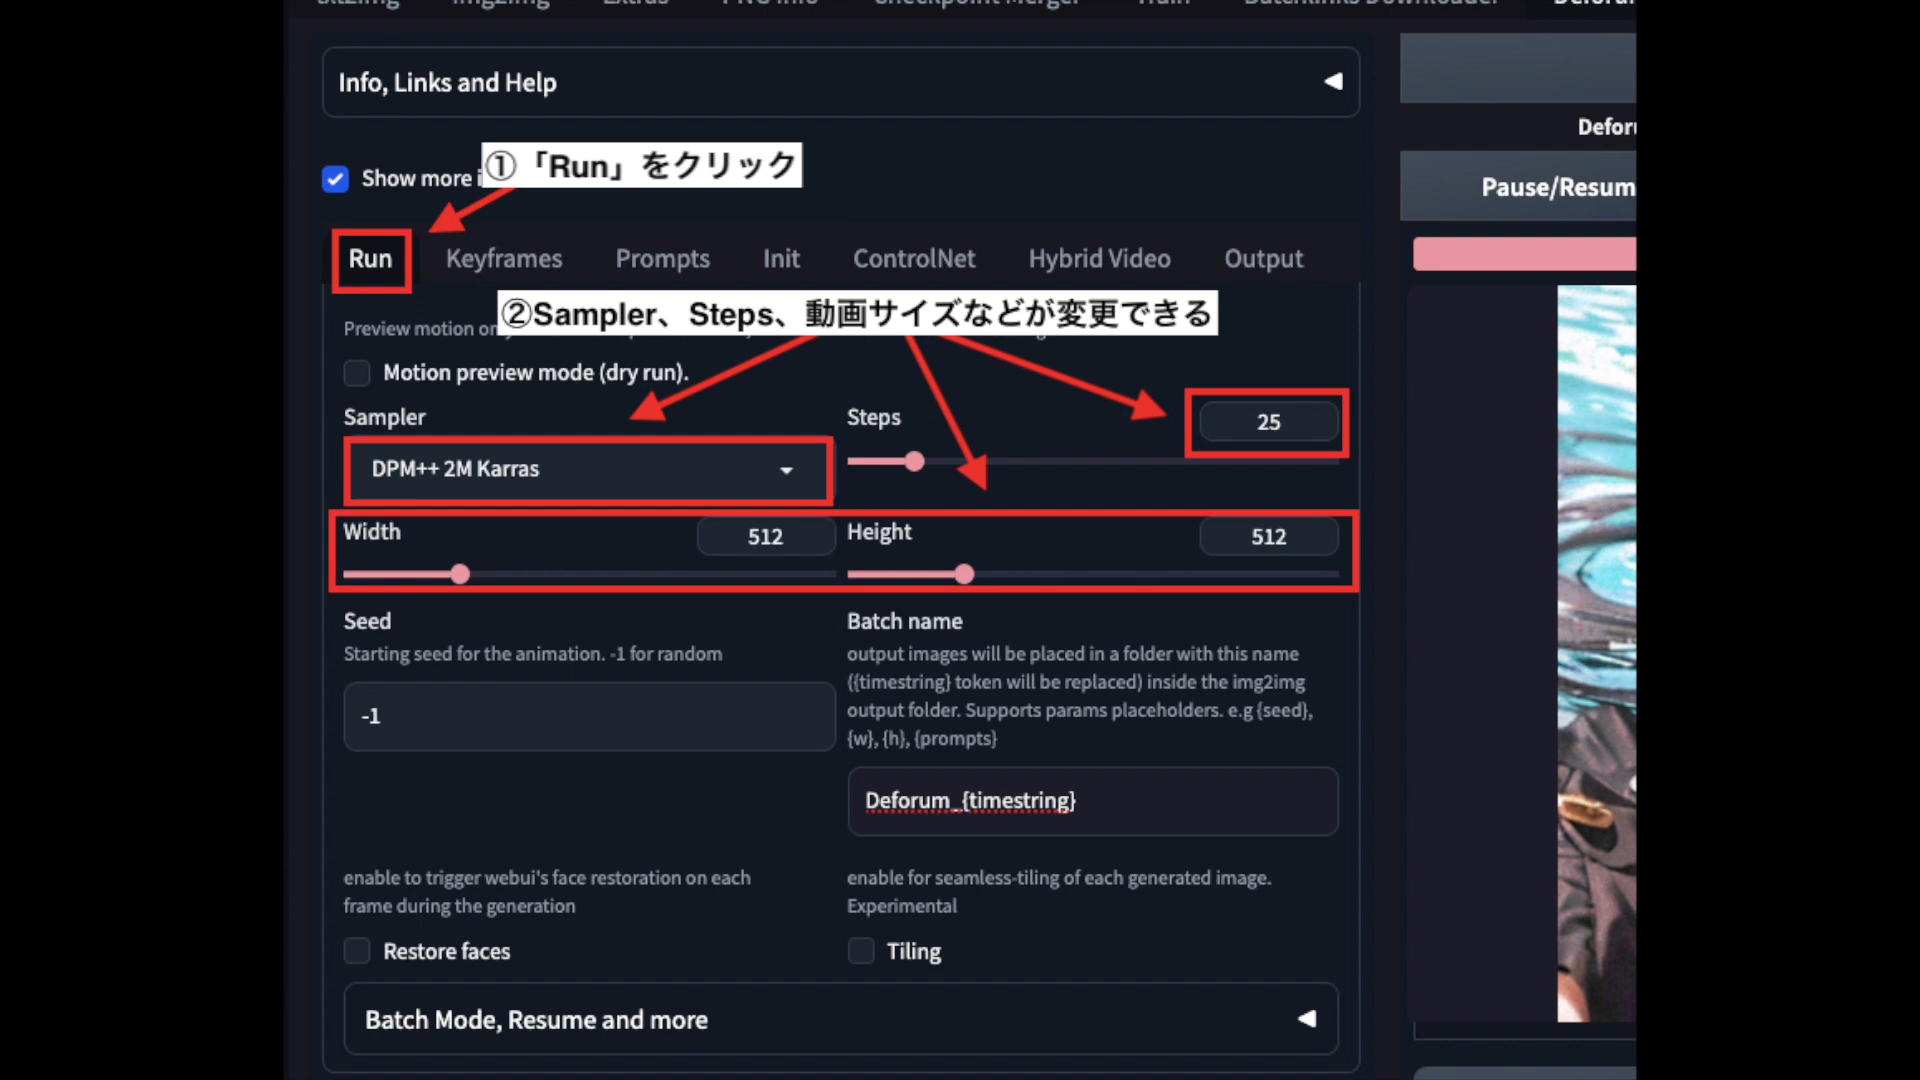 Info, Links and Help
Show more i
①「Run」をクリック
Run Keyframes Prompts Init ControlNet Hybrid Video Output
Preview motion on
②Sampler、Steps、動画サイズなどが変更できる
Motion preview mode (dry run).
Sampler
DPM++ 2M Karras
Steps
25
Width
512
Height
512
Seed
Starting seed for the animation. -1 for random
-1
Batch name
output images will be placed in a folder with this name
({timestring} token will be replaced) inside the img2img
output folder. Supports params placeholders. e.g {seed},
{w}, {h}, {prompts}
Deforum_{timestring}
enable to trigger webui's face restoration on each
frame during the generation
Restore faces
enable for seamless-tiling of each generated image.
Experimental
Tiling
Batch Mode, Resume and more
Deforu
Pause/Resum